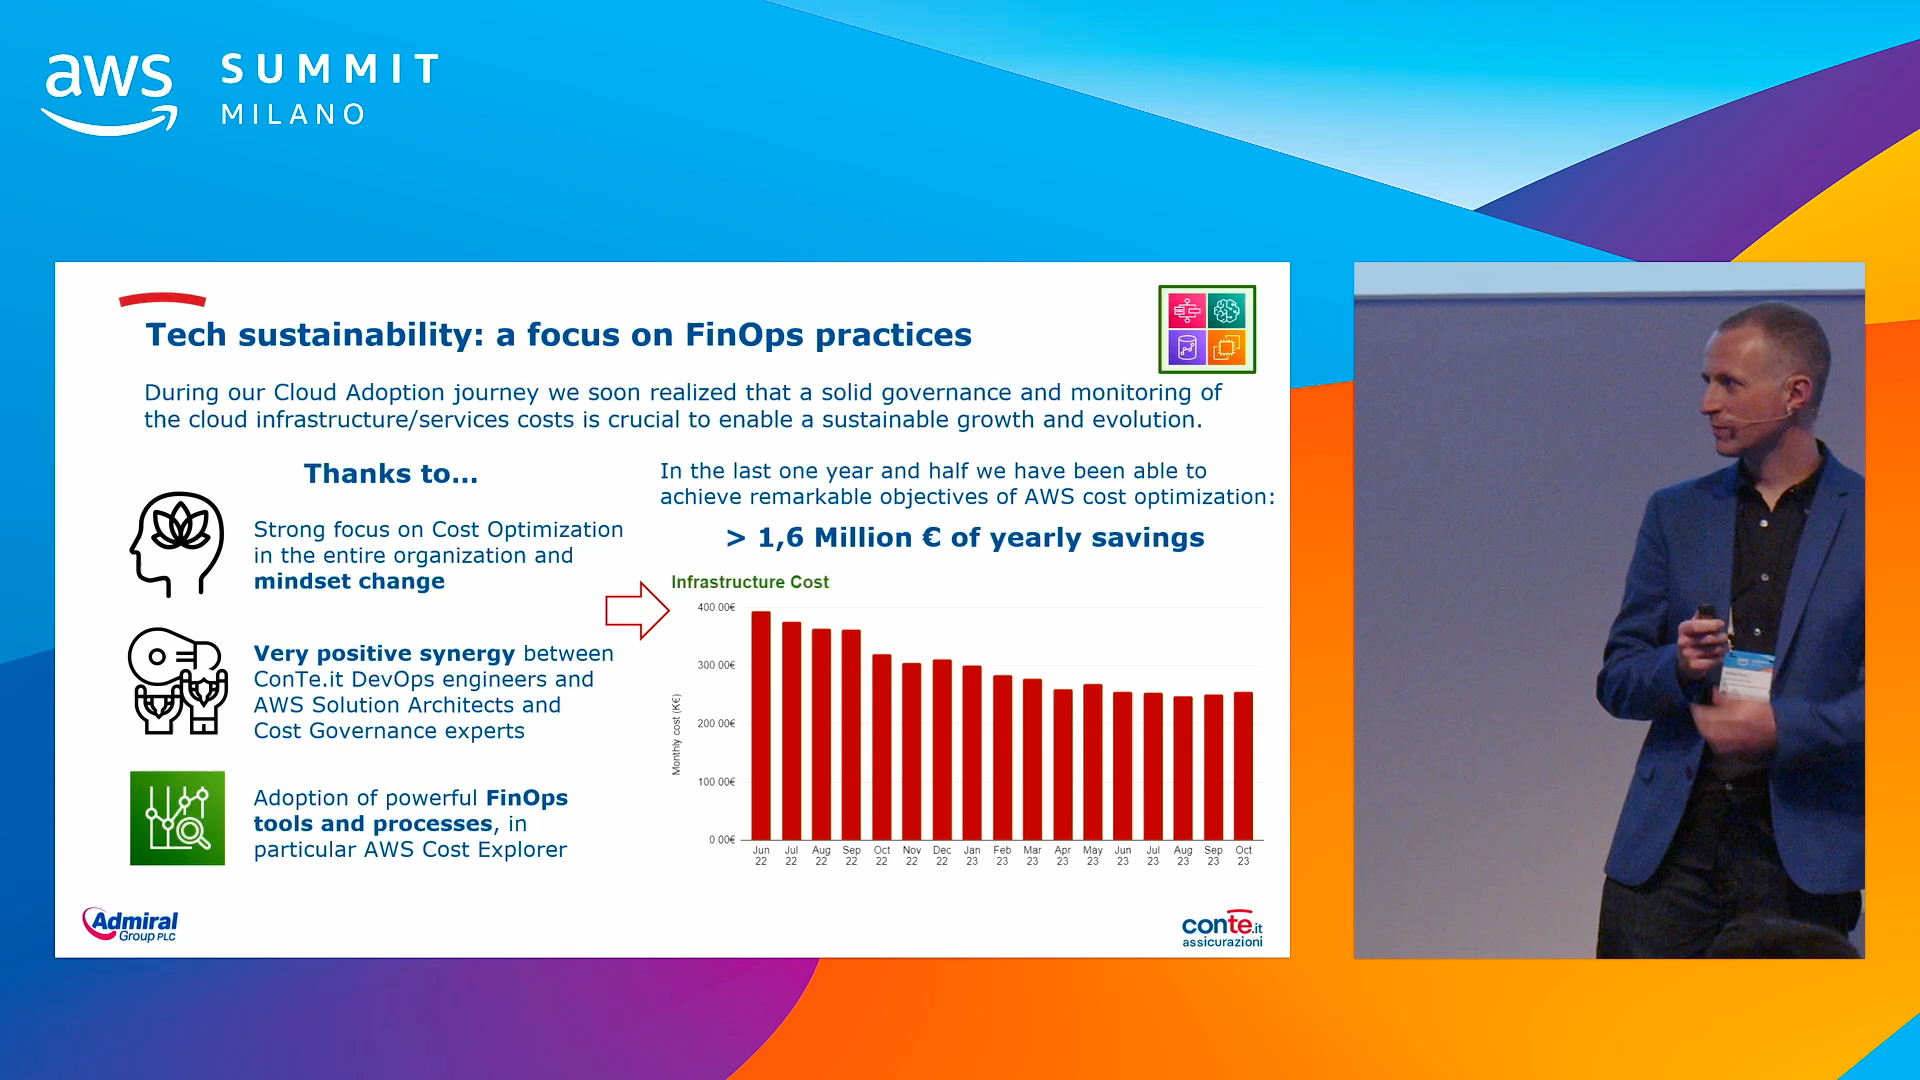 aws
SUMMIT
MILANO
Tech sustainability: a focus on FinOps practices
During our Cloud Adoption journey we soon realized that a solid governance and monitoring of
the cloud infrastructure/services costs is crucial to enable a sustainable growth and evolution.
Thanks to...
Strong focus on Cost Optimization
in the entire organization and
mindset change
Very positive synergy between
ConTe.it DevOps engineers and
AWS Solution Architects and
Cost Governance experts
Adoption of powerful FinOps
tools and processes, in
particular AWS Cost Explorer
In the last one year and half we have been able to
achieve remarkable objectives of AWS cost optimization:
> 1,6 Million € of yearly savings
Infrastructure Cost
Monthly cost (K€)
400.00€
300.00€
200.00€
100.00€
0.00€
Jun Jul Aug Sep Oct Nov Dec Jan Feb Mar Apr May Jun Jul Aug Sep Oct
22 22 22 22 22 22 22 23 23 23 23 23 23 23 23 23 23
Admiral
Group PLC
conte.it
assicurazioni